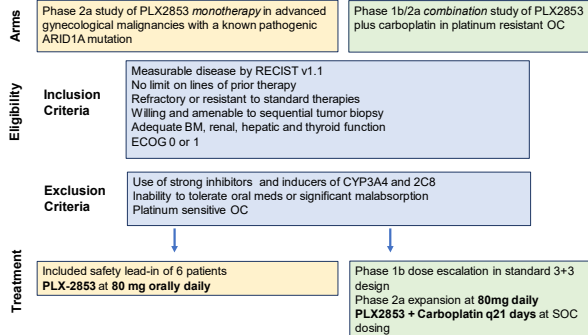 Arms
Phase 2a study of PLX2853 monotherapy in advanced
gynecological malignancies with a known pathogenic
ARID1A mutation
Phase 1b/2a combination study of PLX2853
plus carboplatin in platinum resistant OC
Eligibility
Inclusion
Criteria
Measurable disease by RECIST v1.1
No limit on lines of prior therapy
Refractory or resistant to standard therapies
Willing and amenable to sequential tumor biopsy
Adequate BM, renal, hepatic and thyroid function
ECOG 0 or 1
Exclusion
Criteria
Use of strong inhibitors and inducers of CYP3A4 and 2C8
Inability to tolerate oral meds or significant malabsorption
Platinum sensitive OC
Treatment
Included safety lead-in of 6 patients
PLX-2853 at 80 mg orally daily
Phase 1b dose escalation in standard 3+3
design
Phase 2a expansion at 80mg daily
PLX2853 + Carboplatin q21 days at SOC
dosing